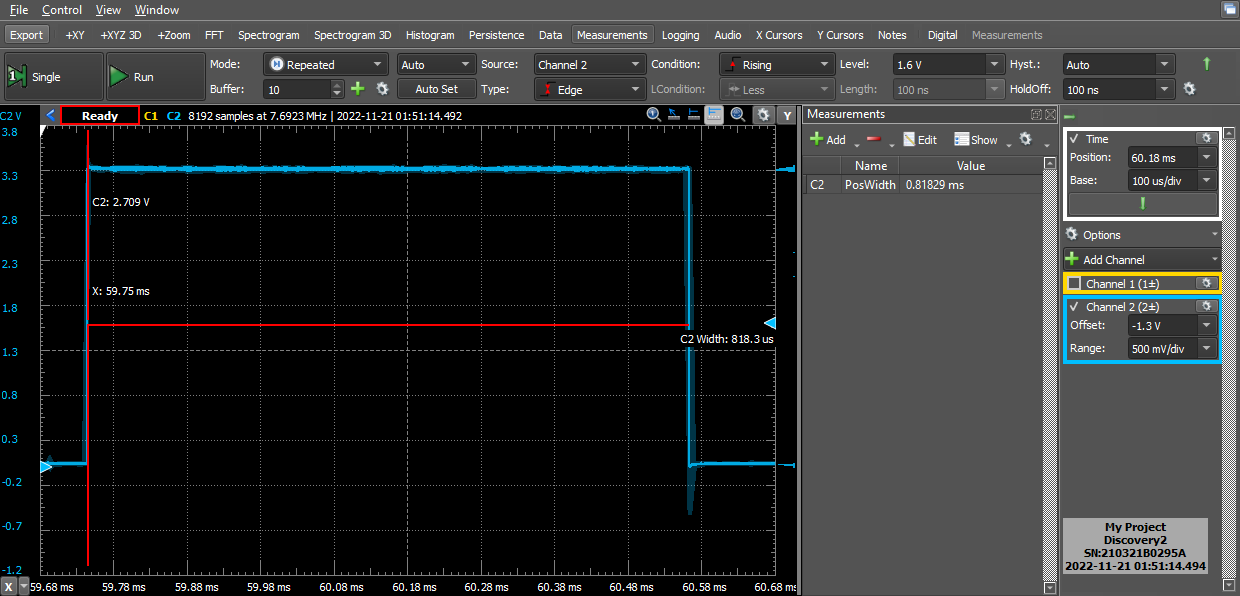 File Control View Window
Export +XY +XYZ 3D +Zoom FFT Spectrogram Spectrogram 3D Histogram Persistence Data Measurements Logging Audio X Cursors Y Cursors Notes Digital Measurements
1 Single Run Mode: Repeated Auto Source: Channel 2 Condition: Rising Level: 1.6 V Hyst.: Auto
Buffer: 10 Auto Set Type: Edge LCondition: Less Length: 100 ns HoldOff: 100 ns
C2 V Ready C1 C2 8192 samples at 7.6923 MHz | 2022-11-21 01:51:14.492 Y
3.8
3.3
2.8
2.3
1.8
1.3
0.8
0.3
-0.2
-0.7
-1.2
C2: 2.709 V
X: 59.75 ms
C2 Width: 818.3 us
X 59.68 ms 59.78 ms 59.88 ms 59.98 ms 60.08 ms 60.18 ms 60.28 ms 60.38 ms 60.48 ms 60.58 ms 60.68 ms
Measurements
Add Edit Show
Name Value
C2 PosWidth 0.81829 ms
Time
Position: 60.18 ms
Base: 100 us/div
Options
Add Channel
Channel 1 (1±)
Channel 2 (2±)
Offset: -1.3 V
Range: 500 mV/div
My Project
Discovery2
SN:210321B0295A
2022-11-21 01:51:14.494